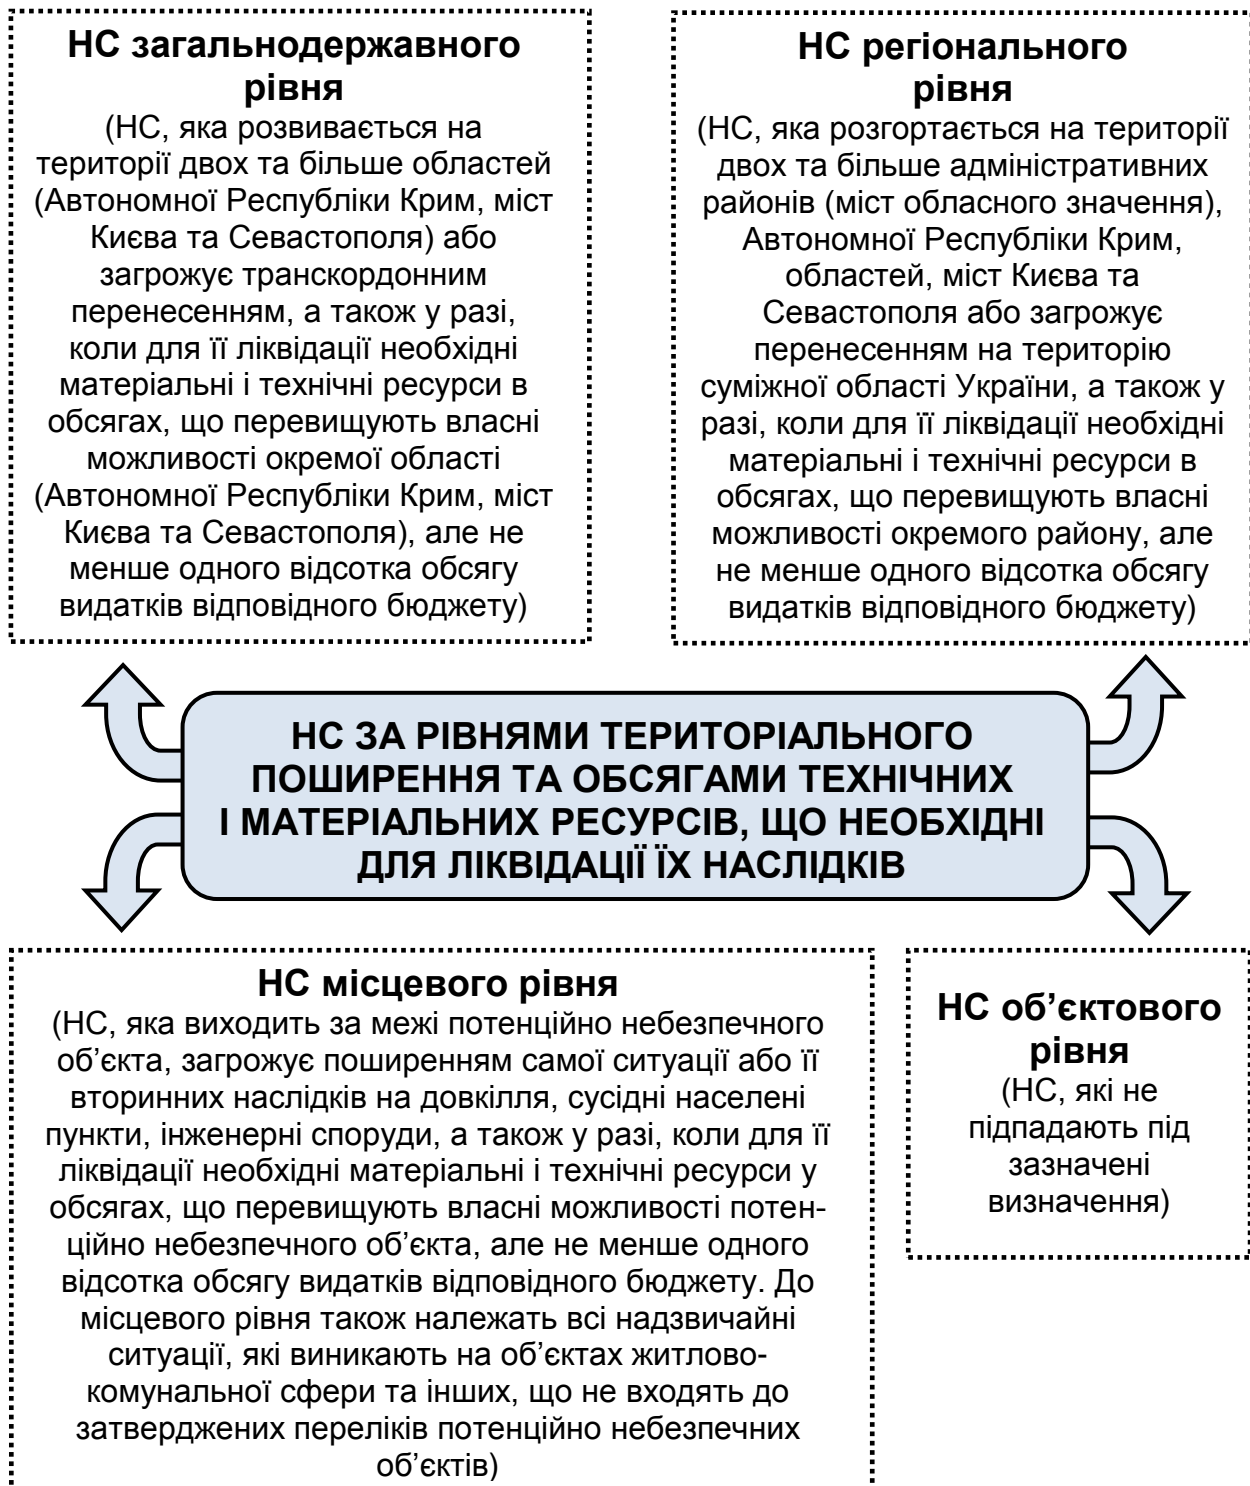 НС загальнодержавного
рівня
(НС, яка розвивається на
території двох та більше областей
(Автономної Республіки Крим, міст
Києва та Севастополя) або
загрожує транскордонним
перенесенням, а також у разі,
коли для її ліквідації необхідні
матеріальні і технічні ресурси в
обсягах, що перевищують власні
можливості окремої області
(Автономної Республіки Крим, міст
Києва та Севастополя), але не
менше одного відсотка обсягу
видатків відповідного бюджету)
НС регіонального
рівня
(НС, яка розгортається на території
двох та більше адміністративних
районів (міст обласного значення),
Автономної Республіки Крим,
областей, міст Києва та
Севастополя або загрожує
перенесенням на територію
суміжної області України, а також у
разі, коли для її ліквідації необхідні
матеріальні і технічні ресурси в
обсягах, що перевищують власні
можливості окремого району, але
не менше одного відсотка обсягу
видатків відповідного бюджету)
НС ЗА РІВНЯМИ ТЕРИТОРІАЛЬНОГО
ПОШИРЕННЯ ТА ОБСЯГАМИ ТЕХНІЧНИХ
І МАТЕРІАЛЬНИХ РЕСУРСІВ, ЩО НЕОБХІДНІ
ДЛЯ ЛІКВІДАЦІЇ ЇХ НАСЛІДКІВ
НС місцевого рівня
(НС, яка виходить за межі потенційно небезпечного
об’єкта, загрожує поширенням самої ситуації або її
вторинних наслідків на довкілля, сусідні населені
пункти, інженерні споруди, а також у разі, коли для її
ліквідації необхідні матеріальні і технічні ресурси у
обсягах, що перевищують власні можливості потен-
ційно небезпечного об’єкта, але не менше одного
відсотка обсягу видатків відповідного бюджету. До
місцевого рівня також належать всі надзвичайні
ситуації, які виникають на об’єктах житлово-
комунальної сфери та інших, що не входять до
затверджених переліків потенційно небезпечних
об’єктів)
НС об’єктового
рівня
(НС, які не
підпадають під
зазначені
визначення)